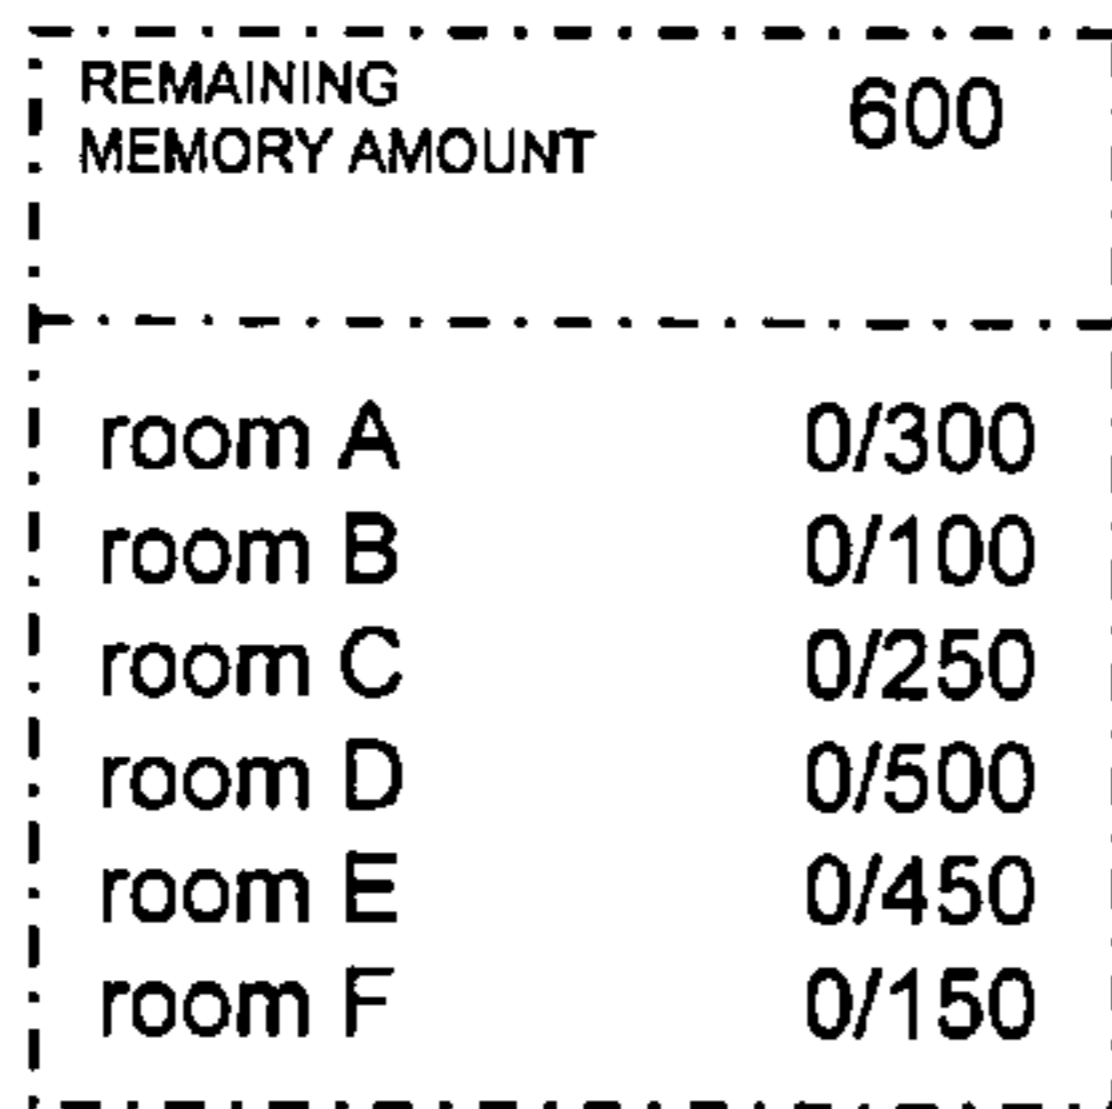 REMAINING
MEMORY AMOUNT 600
room A 0/300
room B 0/100
room C 0/250
room D 0/500
room E 0/450
room F 0/150